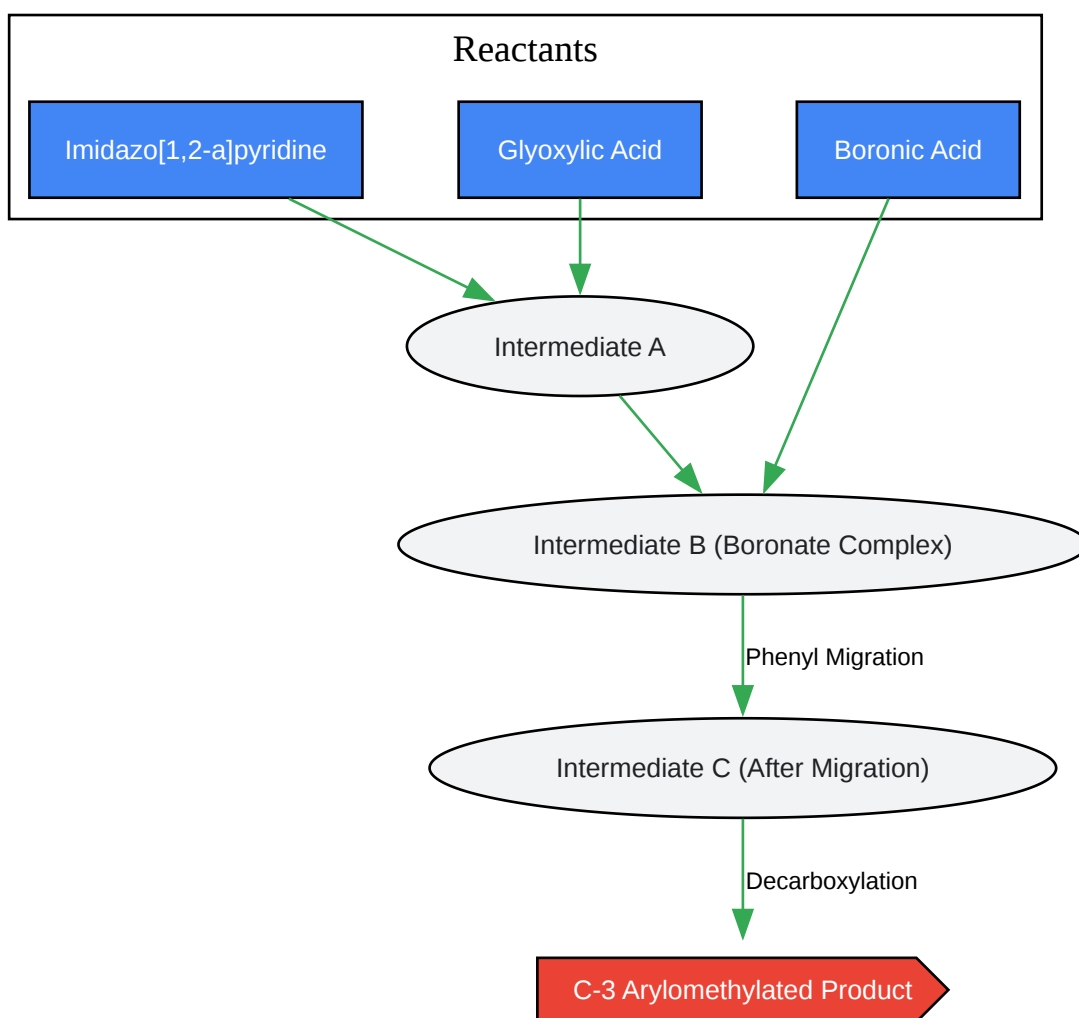 Reactants
Imidazo[1,2-a]pyridine
Glyoxylic Acid
Boronic Acid
Intermediate A
Intermediate B (Boronate Complex)
Phenyl Migration
Intermediate C (After Migration)
Decarboxylation
C-3 Arylomethylated Product